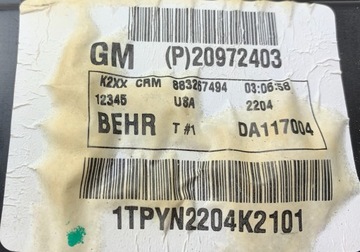 GM (P)20972403
K2XX CRM 883267494 03:06:58
12345 USA 2204
BEHR T #1 DA117004
1TPYN2204K2101